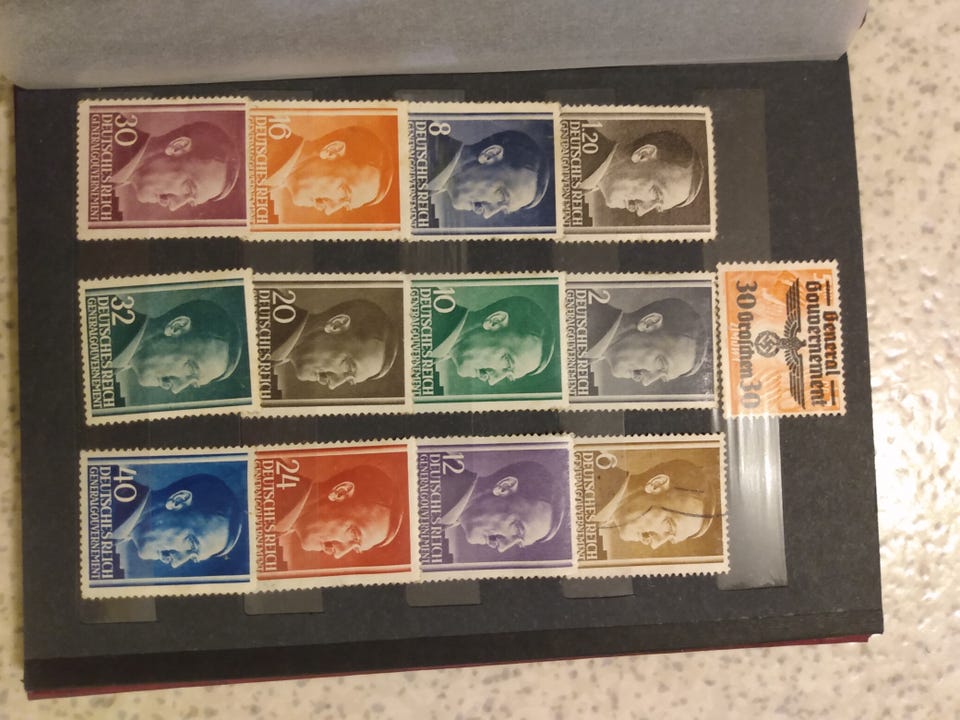 30
DEUTSCHES REICH
GENERALGOUVERNEMENT
16
DEUTSCHES REICH
8
DEUTSCHES REICH
GENERALGOUVERNEMENT
1.20
DEUTSCHES REICH
GENERALGOUVERNEMENT
32
DEUTSCHES REICH
GENERALGOUVERNEMENT
20
DEUTSCHES REICH
10
DEUTSCHES REICH
GENERALGOUVERNEMENT
2
DEUTSCHES REICH
General
Gouvernement
30 Groschen 30
40
DEUTSCHES REICH
GENERALGOUVERNEMENT
24
DEUTSCHES REICH
GENERALGOUVERNEMENT
12
DEUTSCHES REICH
GENERALGOUVERNEMENT
6
DEUTSCHES REICH